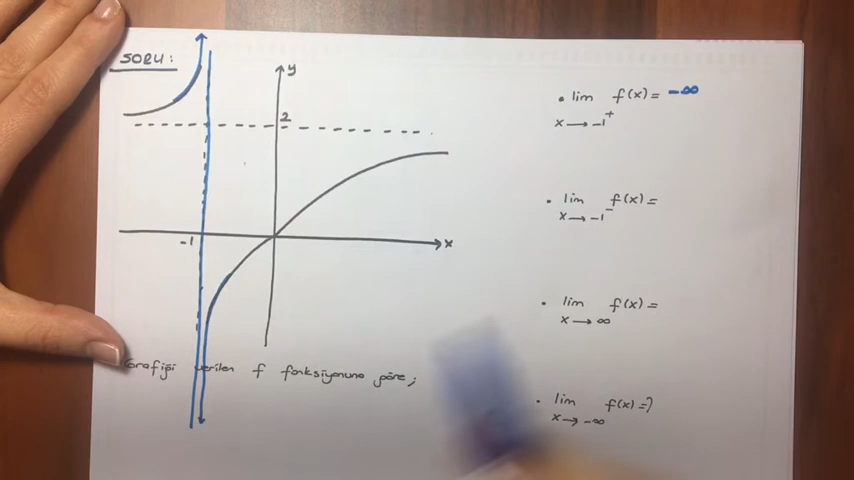 SORU:
y
2
-1
x
Grafiği verilen f fonksiyonuna göre;
• lim f(x) = -∞
x → -1⁺
• lim f(x) =
x → -1⁻
• lim f(x) =
x → ∞
• lim f(x) =?
x → -∞